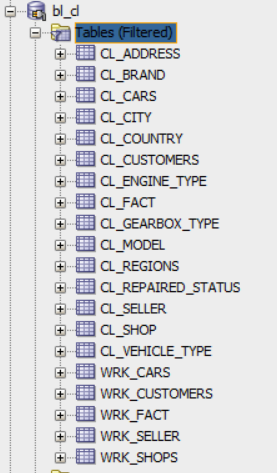 bl_cl
Tables (Filtered)
CL_ADDRESS
CL_BRAND
CL_CARS
CL_CITY
CL_COUNTRY
CL_CUSTOMERS
CL_ENGINE_TYPE
CL_FACT
CL_GEARBOX_TYPE
CL_MODEL
CL_REGIONS
CL_REPAIRED_STATUS
CL_SELLER
CL_SHOP
CL_VEHICLE_TYPE
WRK_CARS
WRK_CUSTOMERS
WRK_FACT
WRK_SELLER
WRK_SHOPS